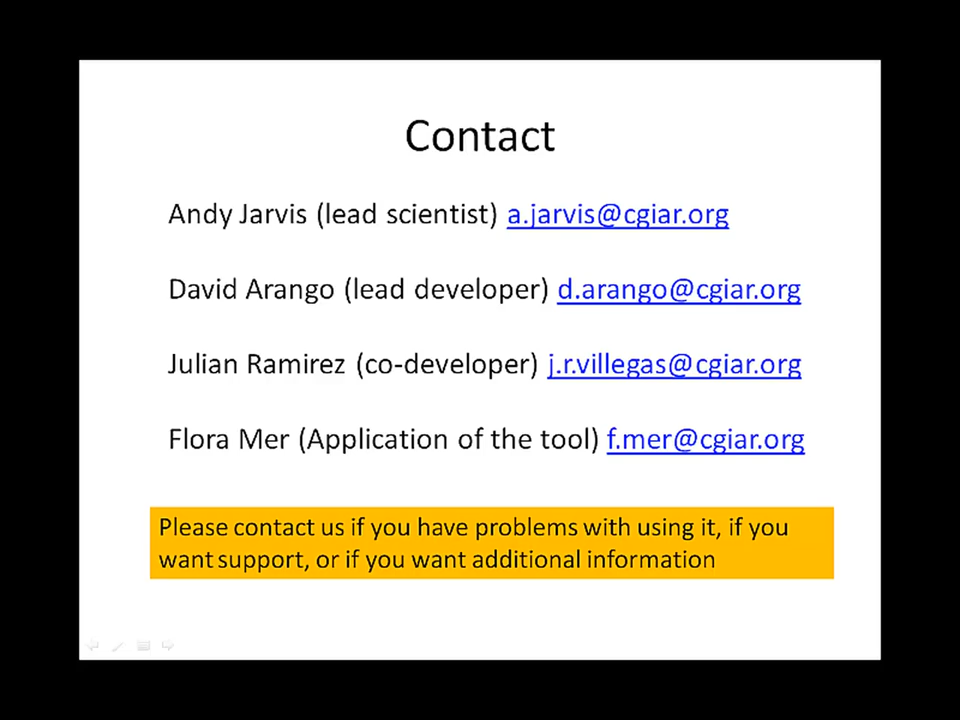 Contact
Andy Jarvis (lead scientist) a.jarvis@cgiar.org
David Arango (lead developer) d.arango@cgiar.org
Julian Ramirez (co-developer) j.r.villegas@cgiar.org
Flora Mer (Application of the tool) f.mer@cgiar.org
Please contact us if you have problems with using it, if you
want support, or if you want additional information